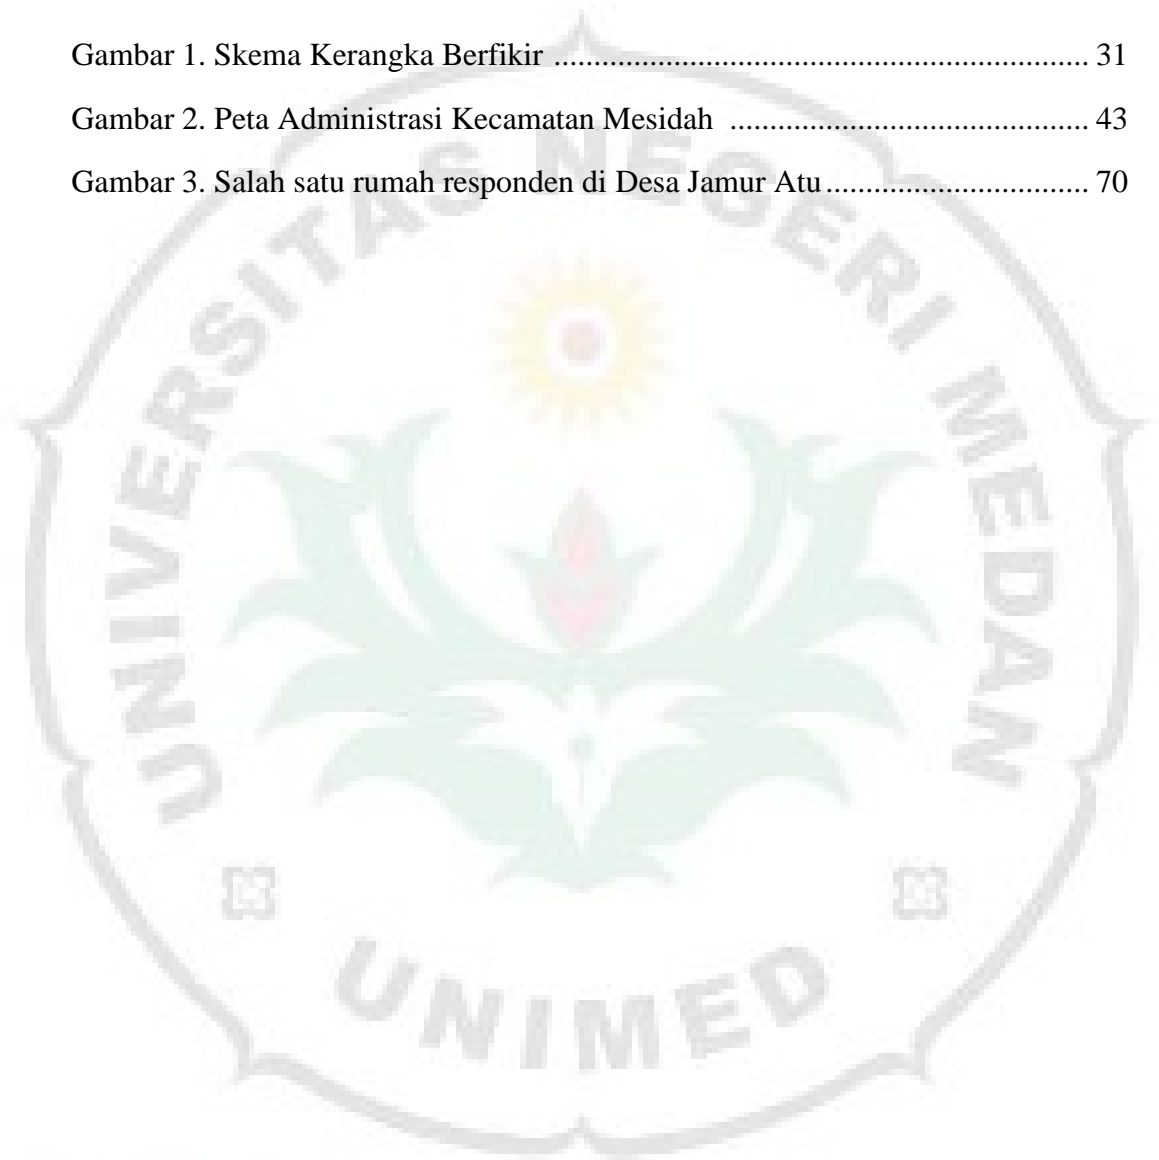 Gambar 1. Skema Kerangka Berfikir ................................................................... 31
Gambar 2. Peta Administrasi Kecamatan Mesidah ............................................. 43
Gambar 3. Salah satu rumah responden di Desa Jamur Atu................................. 70
UNIVERSITAS NEGERI MEDAN
UNIMED